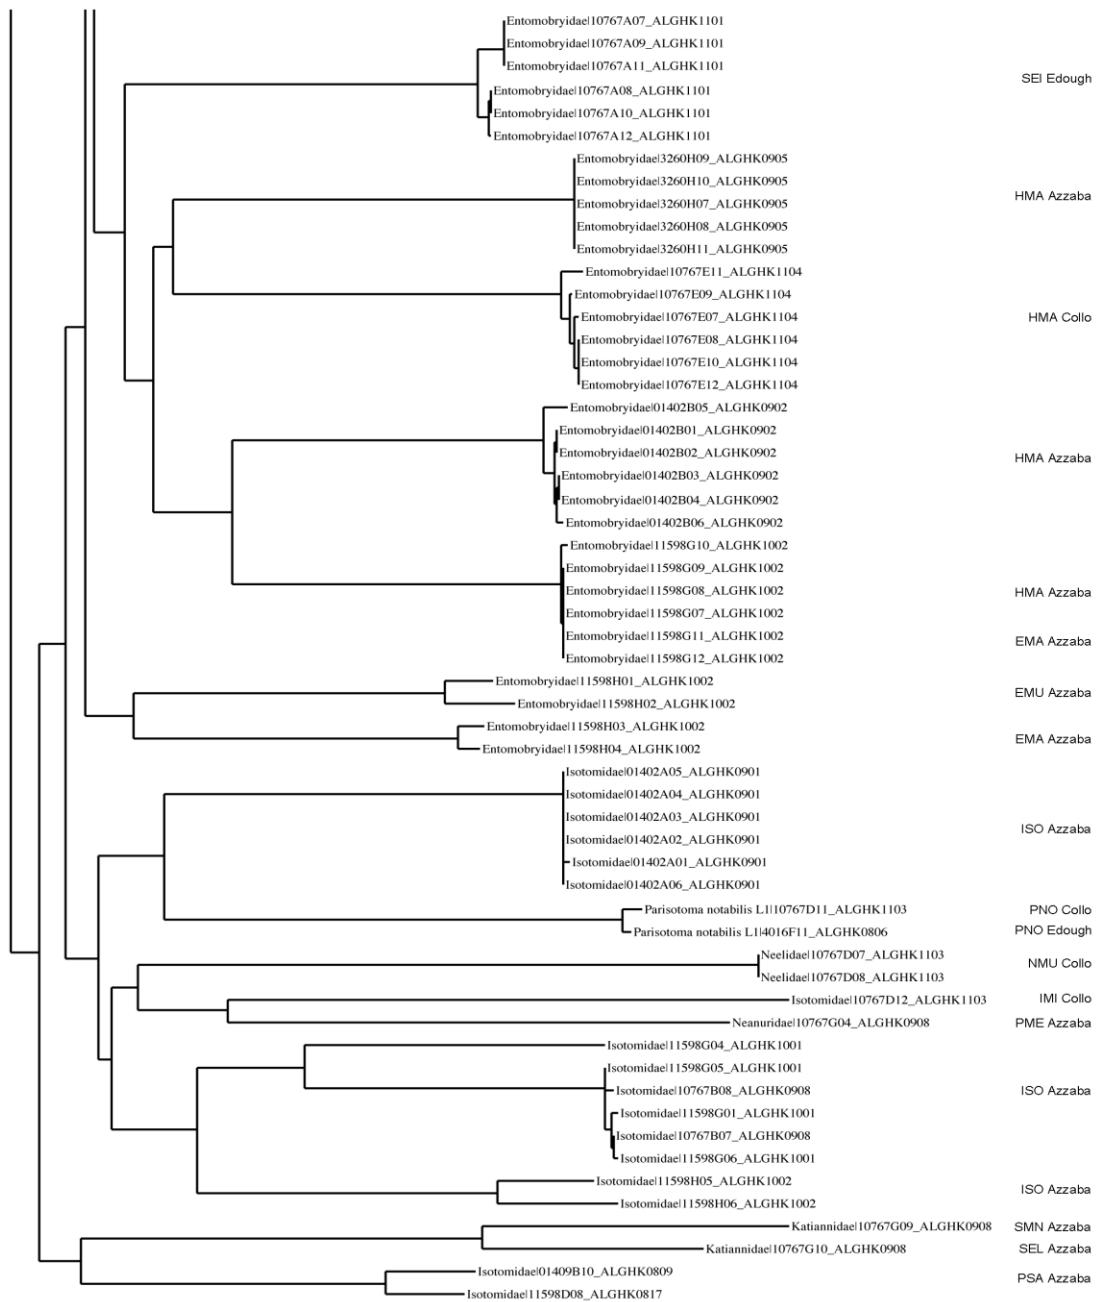 Entomobryidae|10767A07_ALGHK1101
Entomobryidae|10767A09_ALGHK1101
Entomobryidae|10767A11_ALGHK1101
SEI Edough
Entomobryidae|10767A08_ALGHK1101
Entomobryidae|10767A10_ALGHK1101
Entomobryidae|10767A12_ALGHK1101
Entomobryidae|3260H09_ALGHK0905
Entomobryidae|3260H10_ALGHK0905
HMA Azzaba
Entomobryidae|3260H07_ALGHK0905
Entomobryidae|3260H08_ALGHK0905
Entomobryidae|3260H11_ALGHK0905
Entomobryidae|10767E11_ALGHK1104
Entomobryidae|10767E09_ALGHK1104
Entomobryidae|10767E07_ALGHK1104
HMA Collo
Entomobryidae|10767E08_ALGHK1104
Entomobryidae|10767E10_ALGHK1104
Entomobryidae|10767E12_ALGHK1104
Entomobryidae|01402B05_ALGHK0902
Entomobryidae|01402B01_ALGHK0902
Entomobryidae|01402B02_ALGHK0902
HMA Azzaba
Entomobryidae|01402B03_ALGHK0902
Entomobryidae|01402B04_ALGHK0902
Entomobryidae|01402B06_ALGHK0902
Entomobryidae|11598G10_ALGHK1002
Entomobryidae|11598G09_ALGHK1002
Entomobryidae|11598G08_ALGHK1002
HMA Azzaba
Entomobryidae|11598G07_ALGHK1002
Entomobryidae|11598G11_ALGHK1002
EMA Azzaba
Entomobryidae|11598G12_ALGHK1002
Entomobryidae|11598H01_ALGHK1002
EMU Azzaba
Entomobryidae|11598H02_ALGHK1002
Entomobryidae|11598H03_ALGHK1002
EMA Azzaba
Entomobryidae|11598H04_ALGHK1002
Isotomidae|01402A05_ALGHK0901
Isotomidae|01402A04_ALGHK0901
Isotomidae|01402A03_ALGHK0901
ISO Azzaba
Isotomidae|01402A02_ALGHK0901
Isotomidae|01402A01_ALGHK0901
Isotomidae|01402A06_ALGHK0901
Parisotoma notabilis L1|10767D11_ALGHK1103 PNO Collo
Parisotoma notabilis L1|4016F11_ALGHK0806 PNO Edough
Neelidae|10767D07_ALGHK1103
NMU Collo
Neelidae|10767D08_ALGHK1103
Isotomidae|10767D12_ALGHK1103 IMI Collo
Neanuridae|10767G04_ALGHK0908 PME Azzaba
Isotomidae|11598G04_ALGHK1001
Isotomidae|11598G05_ALGHK1001
Isotomidae|10767B08_ALGHK0908 ISO Azzaba
Isotomidae|11598G01_ALGHK1001
Isotomidae|10767B07_ALGHK0908
Isotomidae|11598G06_ALGHK1001
Isotomidae|11598H05_ALGHK1002
ISO Azzaba
Isotomidae|11598H06_ALGHK1002
Katiannidae|10767G09_ALGHK0908 SMN Azzaba
Katiannidae|10767G10_ALGHK0908 SEL Azzaba
Isotomidae|01409B10_ALGHK0809
PSA Azzaba
Isotomidae|11598D08_ALGHK0817